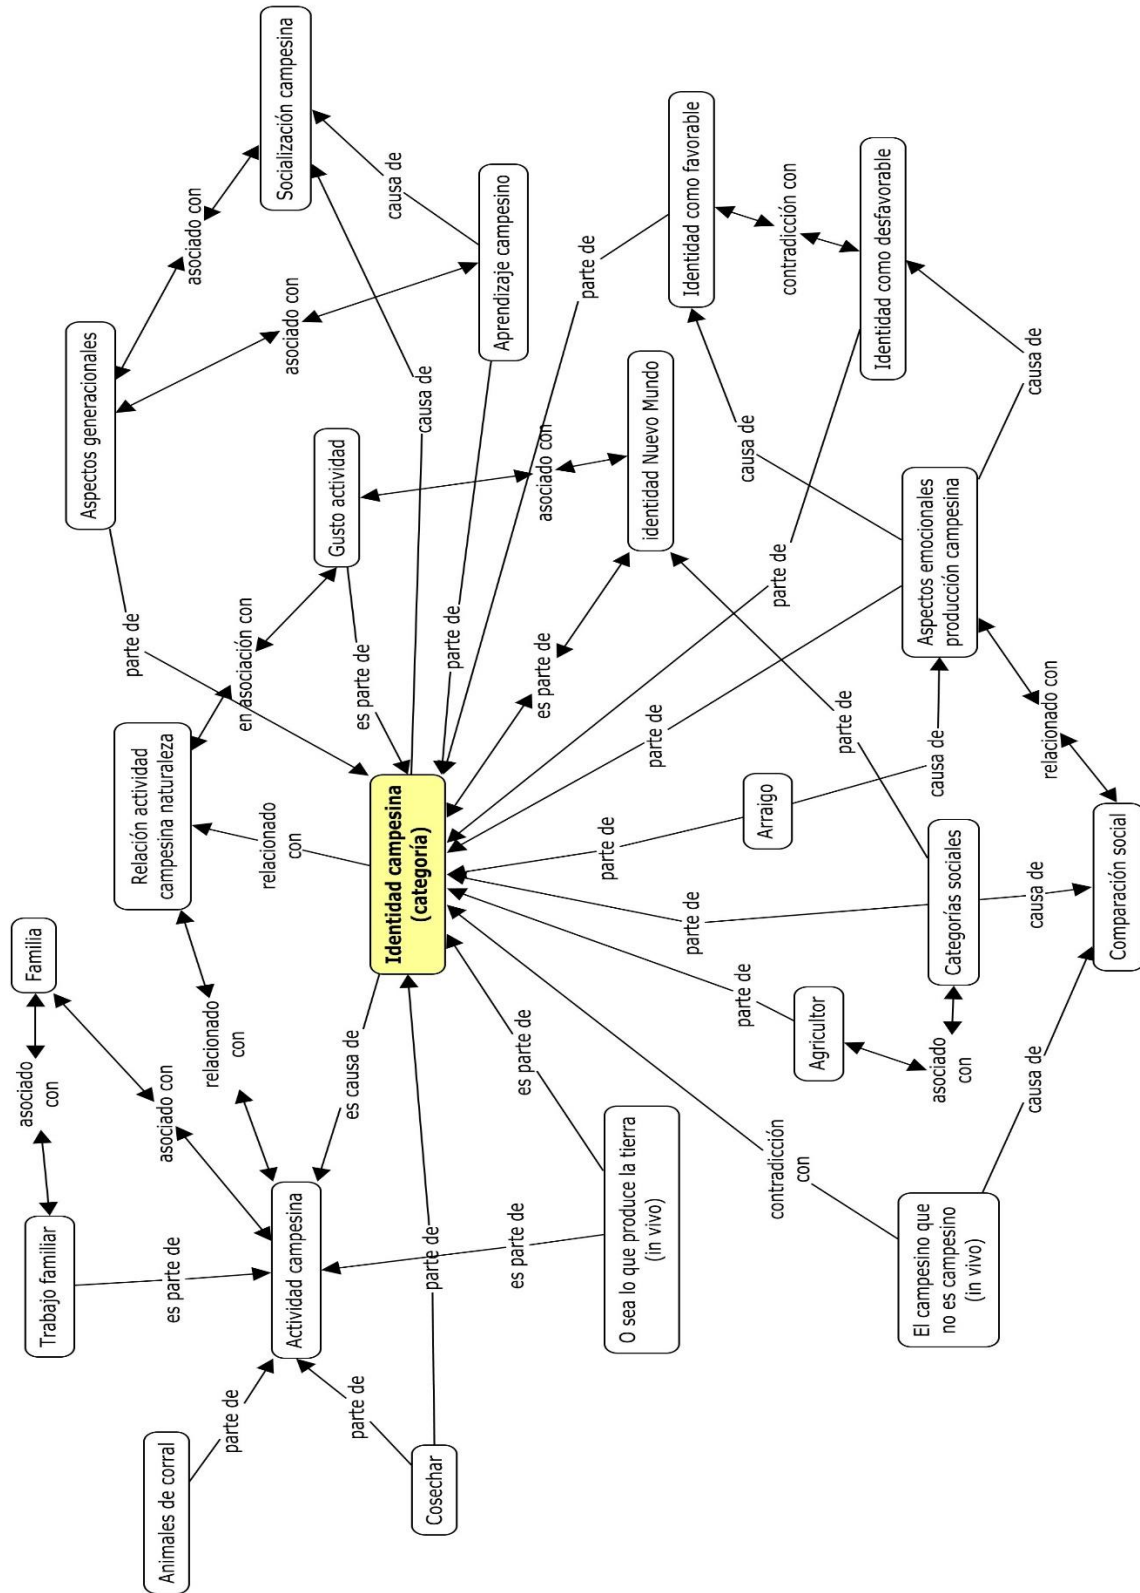 Trabajo familiar
asociado
con
Familia
Aspectos generacionales
Animales de corral
es parte de
asociado con
Relación actividad
campesina naturaleza
parte de
asociado con
parte de
relacionado
con
en asociación con
Socialización campesina
Actividad campesina
relacionado
con
asociado con
Gusto actividad
parte de
es causa de
es parte de
causa de
Identidad campesina
(categoría)
causa de
Cosechar
parte de
parte de
Aprendizaje campesino
es parte de
es parte de
es parte de
asociado con
parte de
O sea lo que produce la tierra
(in vivo)
identidad Nuevo Mundo
Identidad como favorable
parte de
parte de
parte de
Arraigo
causa de
contradicción
con
parte de
parte de
contradicción con
Agricultor
parte de
Identidad como desfavorable
El campesino que
no es campesino
(in vivo)
asociado
con
Categorías sociales
causa de
Aspectos emocionales
producción campesina
causa de
causa de
causa de
relacionado con
Comparación social